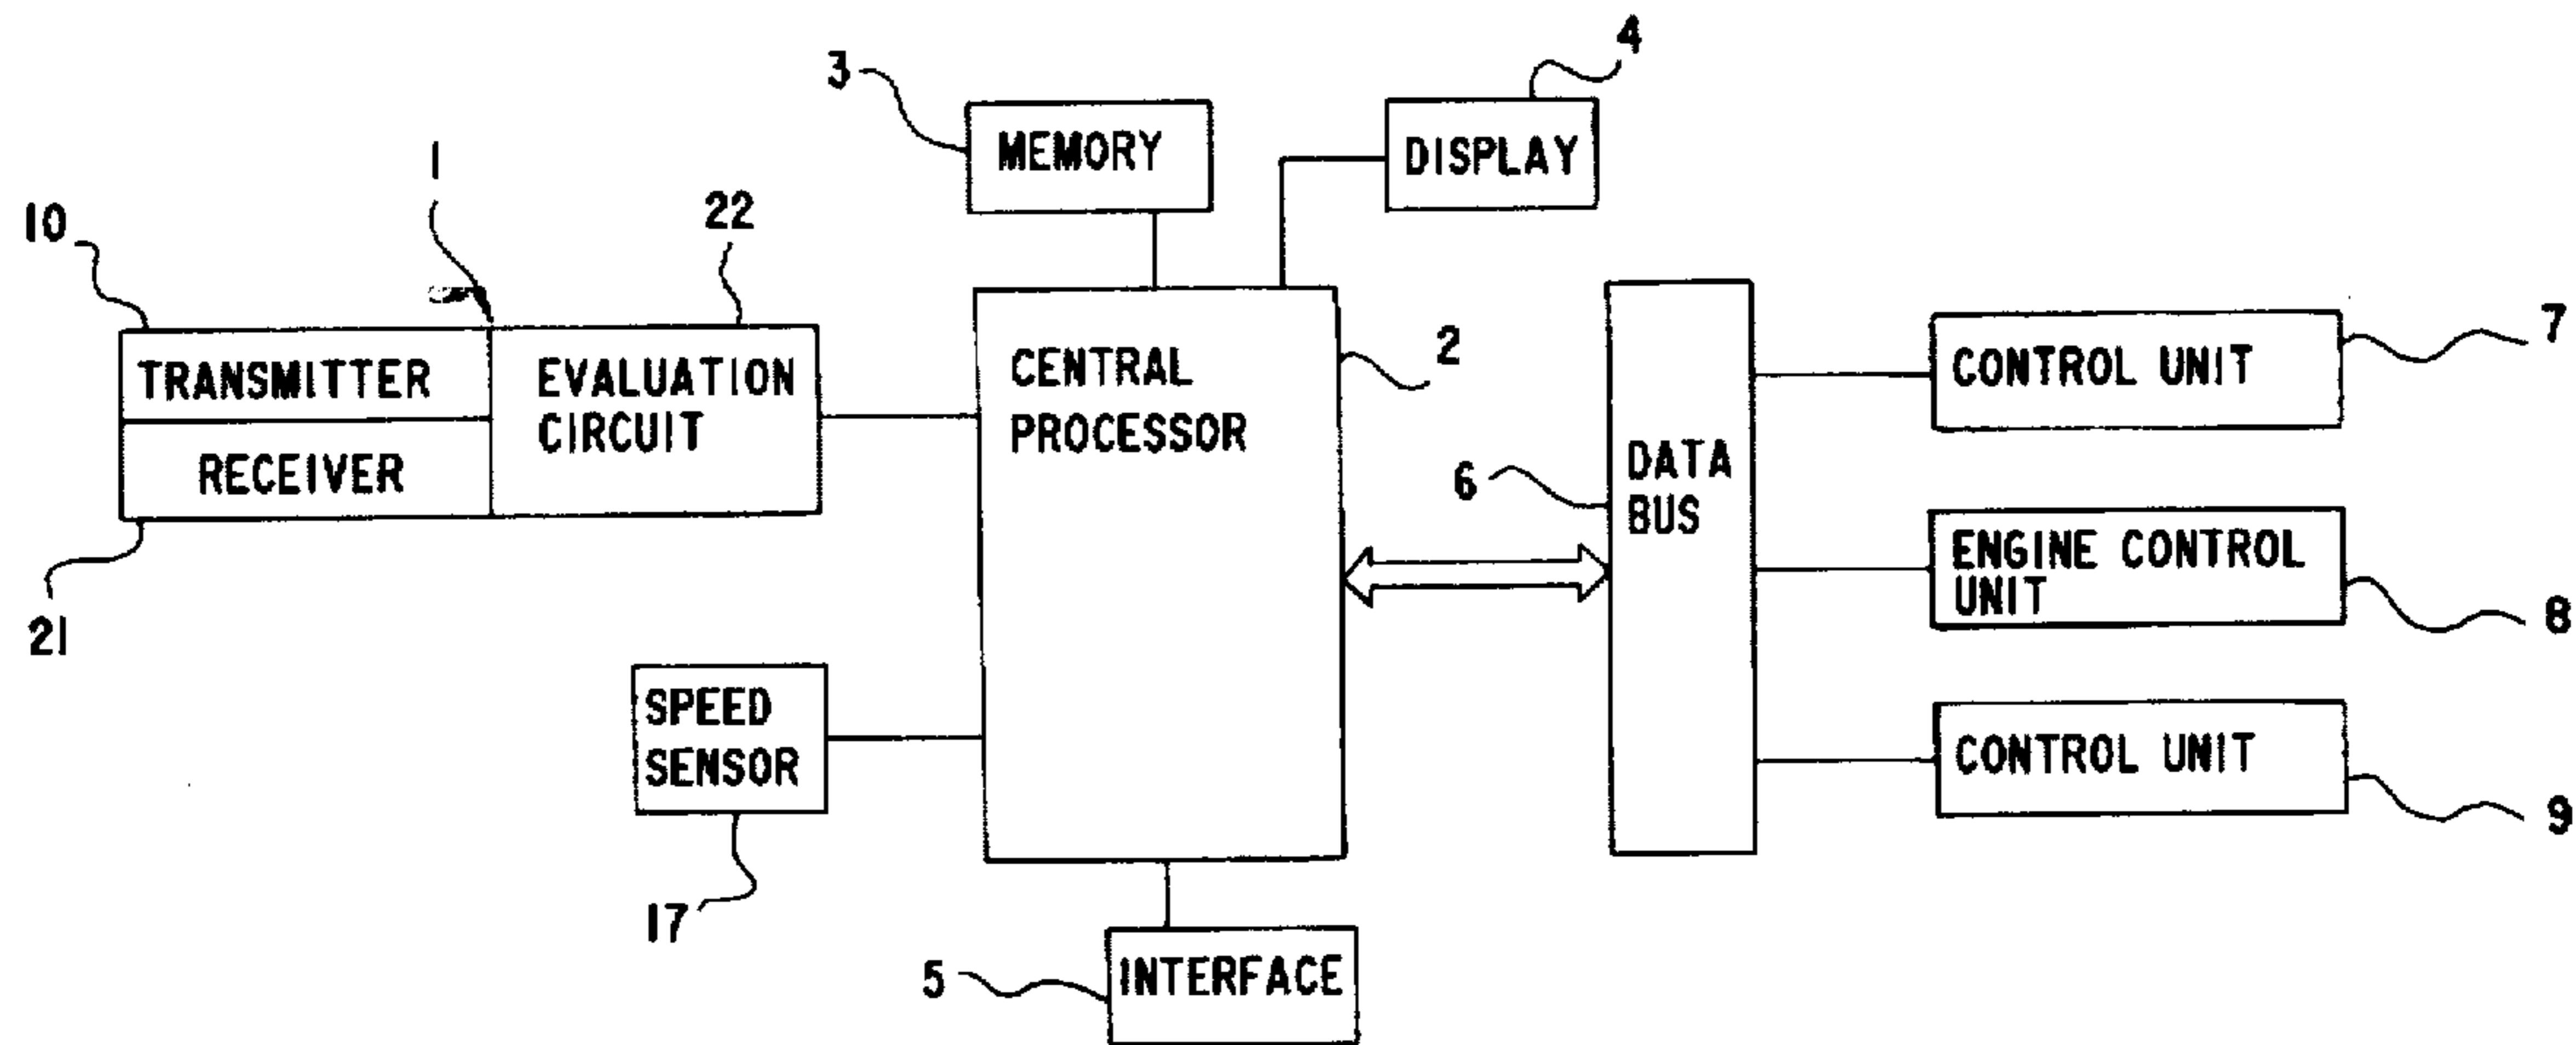 4
3
MEMORY
DISPLAY
1
22
10
TRANSMITTER
EVALUATION
CIRCUIT
RECEIVER
21
CENTRAL
PROCESSOR
2
6
DATA
BUS
CONTROL UNIT
7
ENGINE CONTROL
UNIT
8
CONTROL UNIT
9
SPEED
SENSOR
17
5
INTERFACE